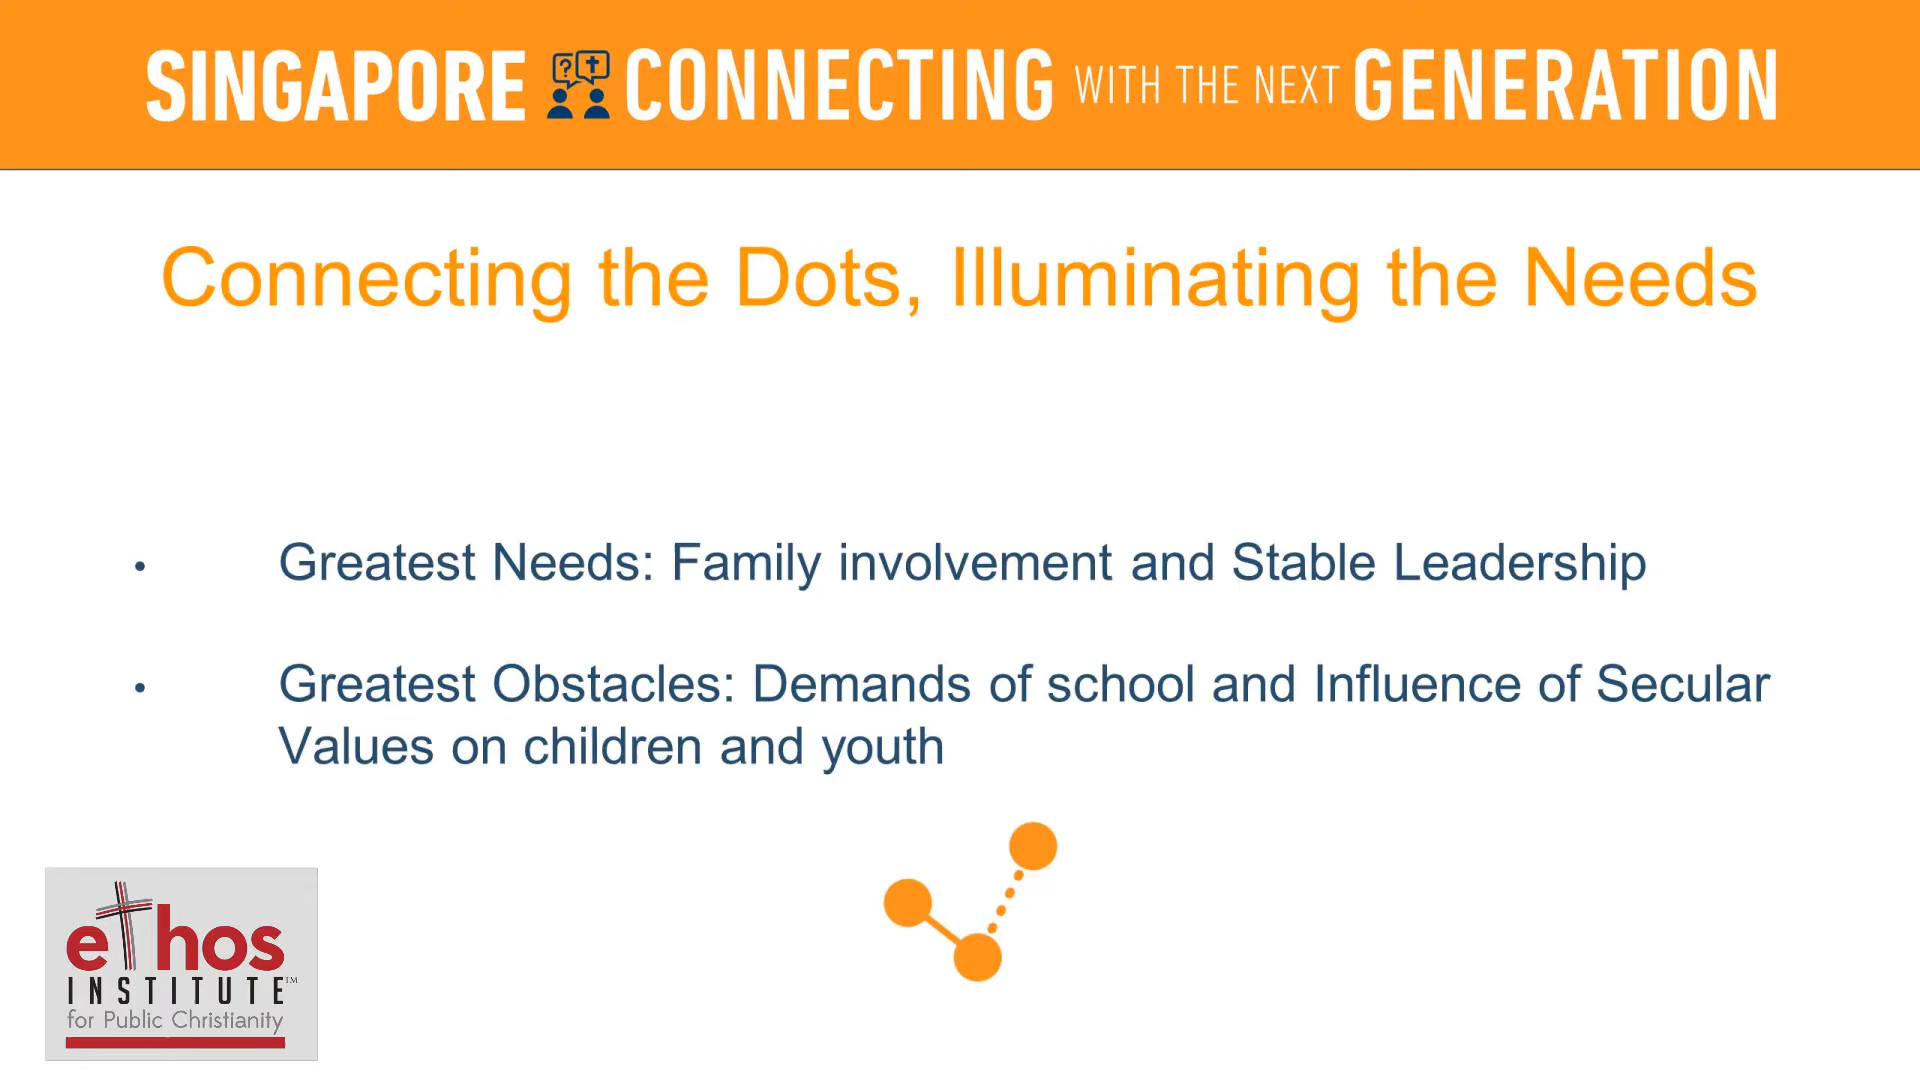 SINGAPORE CONNECTING WITH THE NEXT GENERATION
?
Connecting the Dots, Illuminating the Needs
• Greatest Needs: Family involvement and Stable Leadership
• Greatest Obstacles: Demands of school and Influence of Secular
Values on children and youth
ethos
INSTITUTE™
for Public Christianity